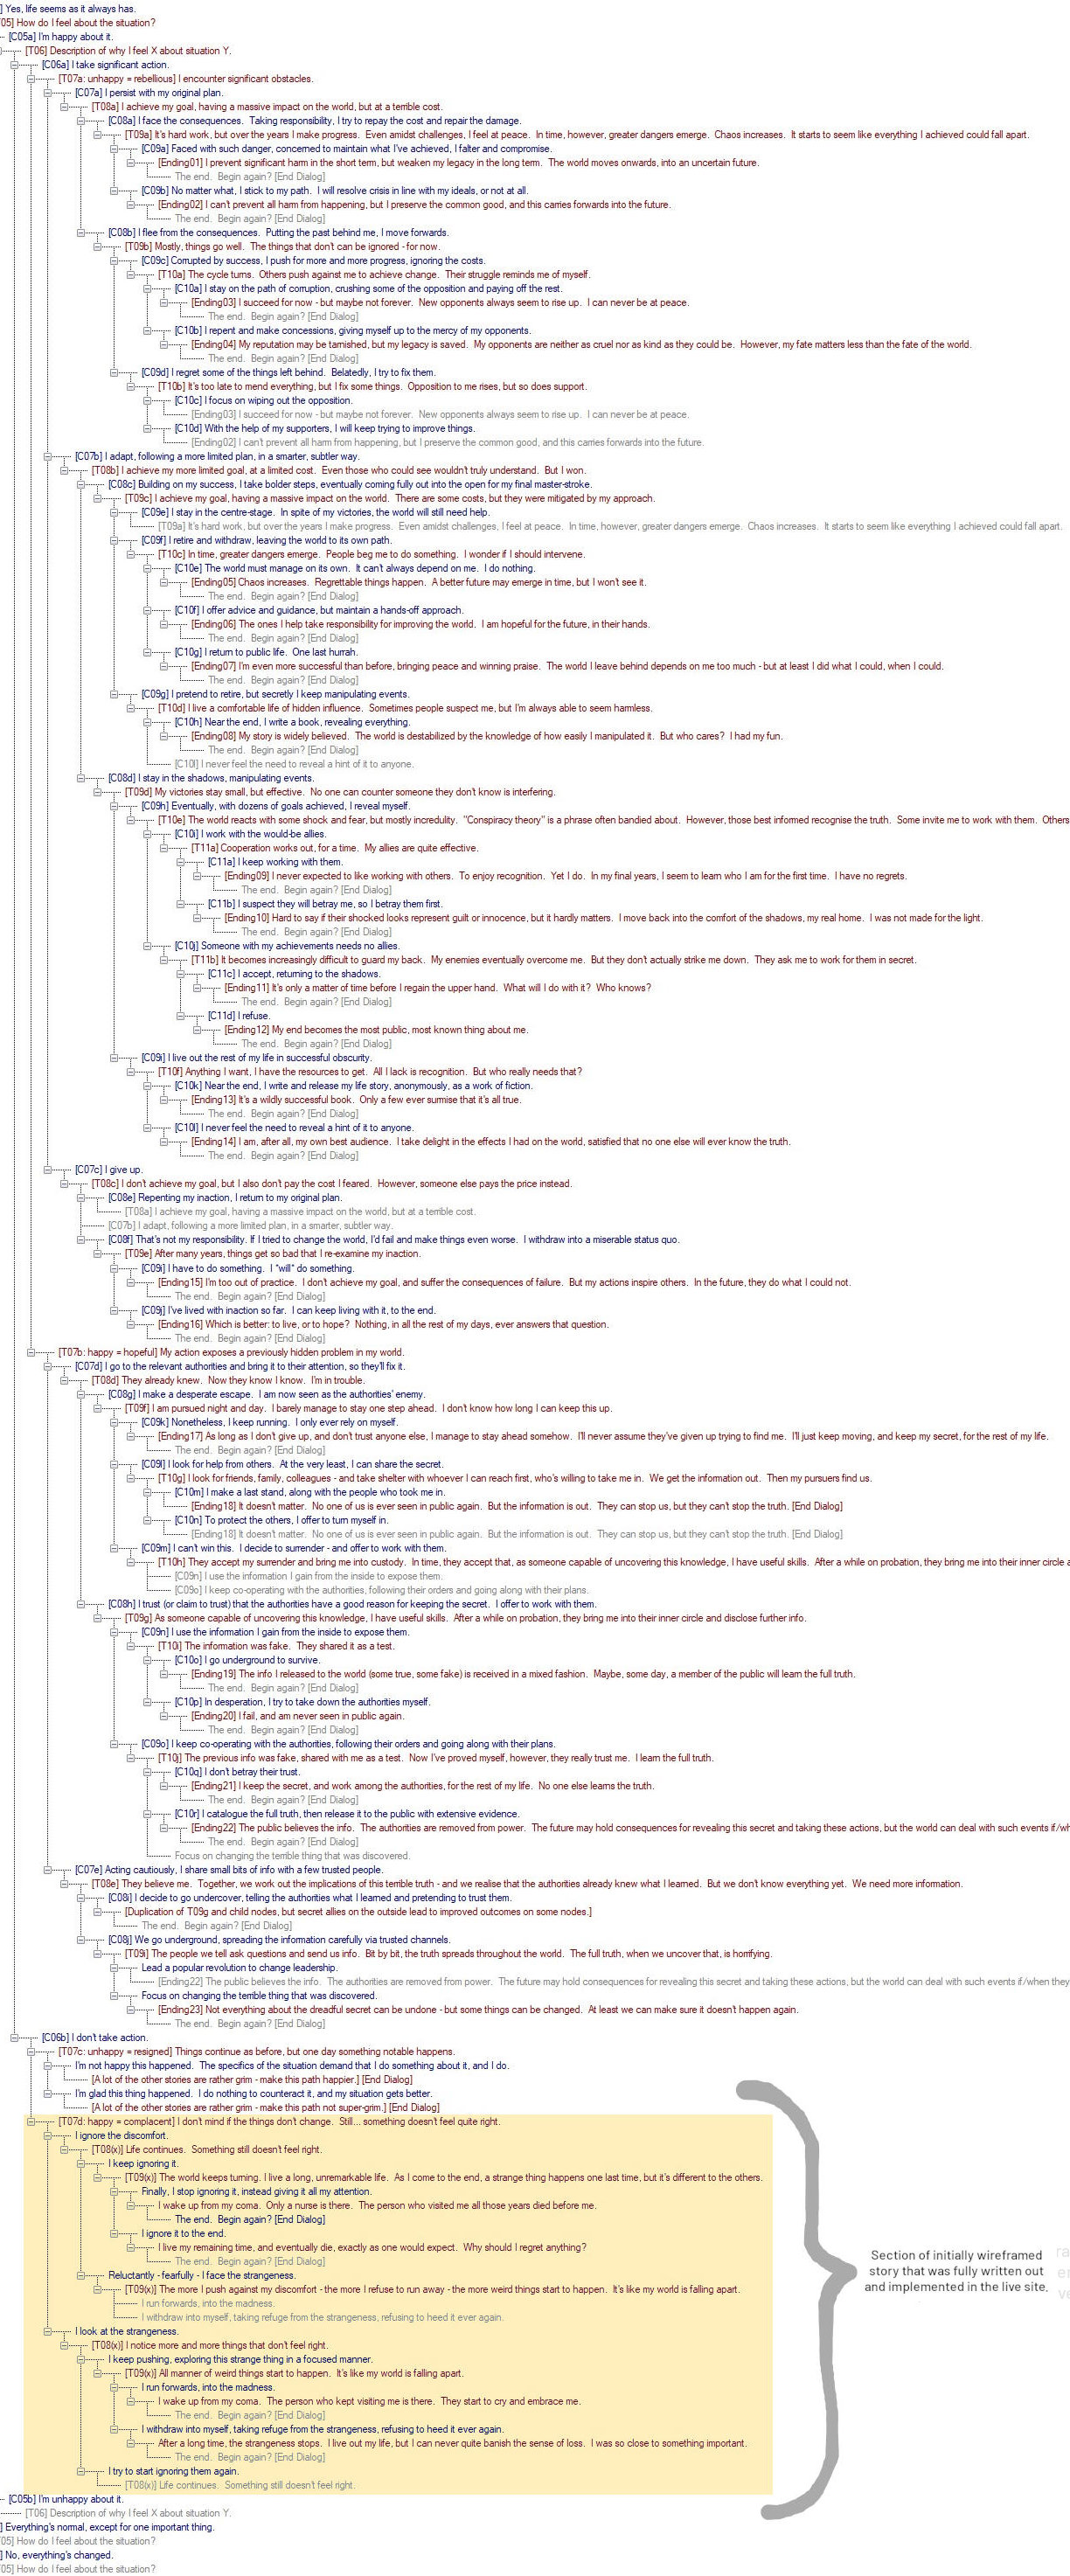 ] Yes, life seems as it always has.
05] How do I feel about the situation?
[C05a] I'm happy about it.
[T06] Description of why I feel X about situation Y.
[C06a] I take significant action.
[T07a: unhappy = rebellious] I encounter significant obstacles.
[C07a] I persist with my original plan.
[T08a] I achieve my goal, having a massive impact on the world, but at a terrible cost.
[C08a] I face the consequences.  Taking responsibility, I try to repay the cost and repair the damage.
[T09a] It's hard work, but over the years I make progress.  Even amidst challenges, I feel at peace.  In time, however, greater dangers emerge.  Chaos increases.  It starts to seem like everything I achieved could fall apart.
[C09a] Faced with such danger, concerned to maintain what I've achieved, I falter and compromise.
[Ending01] I prevent significant harm in the short term, but weaken my legacy in the long term.  The world moves onwards, into an uncertain future.
The end.  Begin again? [End Dialog]
[C09b] No matter what, I stick to my path.  I will resolve crisis in line with my ideals, or not at all.
[Ending02] I can't prevent all harm from happening, but I preserve the common good, and this carries forwards into the future.
The end.  Begin again? [End Dialog]
[C08b] I flee from the consequences.  Putting the past behind me, I move forwards.
[T09b] Mostly, things go well.  The things that don't can be ignored - for now.
[C09c] Corrupted by success, I push for more and more progress, ignoring the costs.
[T10a] The cycle turns.  Others push against me to achieve change.  Their struggle reminds me of myself.
[C10a] I stay on the path of corruption, crushing some of the opposition and paying off the rest.
[Ending03] I succeed for now - but maybe not forever.  New opponents always seem to rise up.  I can never be at peace.
The end.  Begin again? [End Dialog]
[C10b] I repent and make concessions, giving myself up to the mercy of my opponents.
[Ending04] My reputation may be tarnished, but my legacy is saved.  My opponents are neither as cruel nor as kind as they could be.  However, my fate matters less than the fate of the world.
The end.  Begin again? [End Dialog]
[C09d] I regret some of the things left behind.  Belatedly, I try to fix them.
[T10b] It's too late to mend everything, but I fix some things.  Opposition to me rises, but so does support.
[C10c] I focus on wiping out the opposition.
[Ending03] I succeed for now - but maybe not forever.  New opponents always seem to rise up.  I can never be at peace.
[C10d] With the help of my supporters, I will keep trying to improve things.
[Ending02] I can't prevent all harm from happening, but I preserve the common good, and this carries forwards into the future.
[C07b] I adapt, following a more limited plan, in a smarter, subtler way.
[T08b] I achieve my more limited goal, at a limited cost.  Even those who could see wouldn't truly understand.  But I won.
[C08c] Building on my success, I take bolder steps, eventually coming fully out into the open for my final master-stroke.
[T09c] I achieve my goal, having a massive impact on the world.  There are some costs, but they were mitigated by my approach.
[C09e] I stay in the centre-stage.  In spite of my victories, the world will still need help.
[T09a] It's hard work, but over the years I make progress.  Even amidst challenges, I feel at peace.  In time, however, greater dangers emerge.  Chaos increases.  It starts to seem like everything I achieved could fall apart.
[C09f] I retire and withdraw, leaving the world to its own path.
[T10c] In time, greater dangers emerge.  People beg me to do something.  I wonder if I should intervene.
[C10e] The world must manage on its own.  It can't always depend on me.  I do nothing.
[Ending05] Chaos increases.  Regrettable things happen.  A better future may emerge in time, but I won't see it.
The end.  Begin again? [End Dialog]
[C10f] I offer advice and guidance, but maintain a hands-off approach.
[Ending06] The ones I help take responsibility for improving the world.  I am hopeful for the future, in their hands.
The end.  Begin again? [End Dialog]
[C10g] I return to public life.  One last hurrah.
[Ending07] I'm even more successful than before, bringing peace and winning praise.  The world I leave behind depends on me too much - but at least I did what I could, when I could.
The end.  Begin again? [End Dialog]
[C09g] I pretend to retire, but secretly I keep manipulating events.
[T10d] I live a comfortable life of hidden influence.  Sometimes people suspect me, but I'm always able to seem harmless.
[C10h] Near the end, I write a book, revealing everything.
[Ending08] My story is widely believed.  The world is destabilized by the knowledge of how easily I manipulated it.  But who cares?  I had my fun.
The end.  Begin again? [End Dialog]
[C10l] I never feel the need to reveal a hint of it to anyone.
[C08d] I stay in the shadows, manipulating events.
[T09d] My victories stay small, but effective.  No one can counter someone they don't know is interfering.
[C09h] Eventually, with dozens of goals achieved, I reveal myself.
[T10e] The world reacts with some shock and fear, but mostly incredulity.  "Conspiracy theory" is a phrase often bandied about.  However, those best informed recognise the truth.  Some invite me to work with them.  Others
[C10i] I work with the would-be allies.
[T11a] Cooperation works out, for a time.  My allies are quite effective.
[C11a] I keep working with them.
[Ending09] I never expected to like working with others.  To enjoy recognition.  Yet I do.  In my final years, I seem to learn who I am for the first time.  I have no regrets.
The end.  Begin again? [End Dialog]
[C11b] I suspect they will betray me, so I betray them first.
[Ending10] Hard to say if their shocked looks represent guilt or innocence, but it hardly matters.  I move back into the comfort of the shadows, my real home.  I was not made for the light.
The end.  Begin again? [End Dialog]
[C10j] Someone with my achievements needs no allies.
[T11b] It becomes increasingly difficult to guard my back.  My enemies eventually overcome me.  But they don't actually strike me down.  They ask me to work for them in secret.
[C11c] I accept, returning to the shadows.
[Ending11] It's only a matter of time before I regain the upper hand.  What will I do with it?  Who knows?
The end.  Begin again? [End Dialog]
[C11d] I refuse.
[Ending12] My end becomes the most public, most known thing about me.
The end.  Begin again? [End Dialog]
[C09i] I live out the rest of my life in successful obscurity.
[T10f] Anything I want, I have the resources to get.  All I lack is recognition.  But who really needs that?
[C10k] Near the end, I write and release my life story, anonymously, as a work of fiction.
[Ending13] It's a wildly successful book.  Only a few ever surmise that it's all true.
The end.  Begin again? [End Dialog]
[C10l] I never feel the need to reveal a hint of it to anyone.
[Ending14] I am, after all, my own best audience.  I take delight in the effects I had on the world, satisfied that no one else will ever know the truth.
The end.  Begin again? [End Dialog]
[C07c] I give up.
[T08c] I don't achieve my goal, but I also don't pay the cost I feared.  However, someone else pays the price instead.
[C08e] Repenting my inaction, I return to my original plan.
[T08a] I achieve my goal, having a massive impact on the world, but at a terrible cost.
[C07b] I adapt, following a more limited plan, in a smarter, subtler way.
[C08f] That's not my responsibility. If I tried to change the world, I'd fail and make things even worse.  I withdraw into a miserable status quo.
[T09e] After many years, things get so bad that I re-examine my inaction.
[C09i] I have to do something.  I *will* do something.
[Ending15] I'm too out of practice.  I don't achieve my goal, and suffer the consequences of failure.  But my actions inspire others.  In the future, they do what I could not.
The end.  Begin again? [End Dialog]
[C09j] I've lived with inaction so far.  I can keep living with it, to the end.
[Ending16] Which is better: to live, or to hope?  Nothing, in all the rest of my days, ever answers that question.
The end.  Begin again? [End Dialog]
[T07b: happy = hopeful] My action exposes a previously hidden problem in my world.
[C07d] I go to the relevant authorities and bring it to their attention, so they'll fix it.
[T08d] They already knew.  Now they know I know.  I'm in trouble.
[C08g] I make a desperate escape.  I am now seen as the authorities' enemy.
[T09f] I am pursued night and day.  I barely manage to stay one step ahead.  I don't know how long I can keep this up.
[C09k] Nonetheless, I keep running.  I only ever rely on myself.
[Ending17] As long as I don't give up, and don't trust anyone else, I manage to stay ahead somehow.  I'll never assume they've given up trying to find me.  I'll just keep moving, and keep my secret, for the rest of my life.
The end.  Begin again? [End Dialog]
[C09l] I look for help from others.  At the very least, I can share the secret.
[T10g] I look for friends, family, colleagues - and take shelter with whoever I can reach first, who's willing to take me in.  We get the information out.  Then my pursuers find us.
[C10m] I make a last stand, along with the people who took me in.
[Ending18] It doesn't matter.  No one of us is ever seen in public again.  But the information is out.  They can stop us, but they can't stop the truth. [End Dialog]
[C10n] To protect the others, I offer to turn myself in.
[Ending18] It doesn't matter.  No one of us is ever seen in public again.  But the information is out.  They can stop us, but they can't stop the truth. [End Dialog]
[C09m] I can't win this.  I decide to surrender - and offer to work with them.
[T10h] They accept my surrender and bring me into custody.  In time, they accept that, as someone capable of uncovering this knowledge, I have useful skills.  After a while on probation, they bring me into their inner circle a
[C09n] I use the information I gain from the inside to expose them.
[C09o] I keep co-operating with the authorities, following their orders and going along with their plans.
[C08h] I trust (or claim to trust) that the authorities have a good reason for keeping the secret.  I offer to work with them.
[T09g] As someone capable of uncovering this knowledge, I have useful skills.  After a while on probation, they bring me into their inner circle and disclose further info.
[C09n] I use the information I gain from the inside to expose them.
[T10i] The information was fake.  They shared it as a test.
[C10o] I go underground to survive.
[Ending19] The info I released to the world (some true, some fake) is received in a mixed fashion.  Maybe, some day, a member of the public will learn the full truth.
The end.  Begin again? [End Dialog]
[C10p] In desperation, I try to take down the authorities myself.
[Ending20] I fail, and am never seen in public again.
The end.  Begin again? [End Dialog]
[C09o] I keep co-operating with the authorities, following their orders and going along with their plans.
[T10j] The previous info was fake, shared with me as a test.  Now I've proved myself, however, they really trust me.  I learn the full truth.
[C10q] I don't betray their trust.
[Ending21] I keep the secret, and work among the authorities, for the rest of my life.  No one else learns the truth.
The end.  Begin again? [End Dialog]
[C10r] I catalogue the full truth, then release it to the public with extensive evidence.
[Ending22] The public believes the info.  The authorities are removed from power.  The future may hold consequences for revealing this secret and taking these actions, but the world can deal with such events if/wh
The end.  Begin again? [End Dialog]
Focus on changing the terrible thing that was discovered.
[C07e] Acting cautiously, I share small bits of info with a few trusted people.
[T08e] They believe me.  Together, we work out the implications of this terrible truth - and we realise that the authorities already knew what I learned.  But we don't know everything yet.  We need more information.
[C08i] I decide to go undercover, telling the authorities what I learned and pretending to trust them.
[Duplication of T09g and child nodes, but secret allies on the outside lead to improved outcomes on some nodes.]
The end.  Begin again? [End Dialog]
[C08j] We go underground, spreading the information carefully via trusted channels.
[T09i] The people we tell ask questions and send us info.  Bit by bit, the truth spreads throughout the world.  The full truth, when we uncover that, is horrifying.
Lead a popular revolution to change leadership.
[Ending22] The public believes the info.  The authorities are removed from power.  The future may hold consequences for revealing this secret and taking these actions, but the world can deal with such events if/when they
Focus on changing the terrible thing that was discovered.
[Ending23] Not everything about the dreadful secret can be undone - but some things can be changed.  At least we can make sure it doesn't happen again.
The end.  Begin again? [End Dialog]
[C06b] I don't take action.
[T07c: unhappy = resigned] Things continue as before, but one day something notable happens.
I'm not happy this happened.  The specifics of the situation demand that I do something about it, and I do.
[A lot of the other stories are rather grim - make this path happier.] [End Dialog]
I'm glad this thing happened.  I do nothing to counteract it, and my situation gets better.
[A lot of the other stories are rather grim - make this path not super-grim.] [End Dialog]
[T07d: happy = complacent] I don't mind if the things don't change.  Still... something doesn't feel quite right.
I ignore the discomfort.
[T08(x)] Life continues.  Something still doesn't feel right.
I keep ignoring it.
[T09(x)] The world keeps turning. I live a long, unremarkable life.  As I come to the end, a strange thing happens one last time, but it's different to the others.
Finally, I stop ignoring it, instead giving it all my attention.
I wake up from my coma.  Only a nurse is there.  The person who visited me all those years died before me.
The end.  Begin again? [End Dialog]
I ignore it to the end.
I live my remaining time, and eventually die, exactly as one would expect.  Why should I regret anything?
The end.  Begin again? [End Dialog]
Reluctantly - fearfully - I face the strangeness.
[T09(x)] The more I push against my discomfort - the more I refuse to run away - the more weird things start to happen.  It's like my world is falling apart.
I run forwards, into the madness.
I withdraw into myself, taking refuge from the strangeness, refusing to heed it ever again.
I look at the strangeness.
[T08(x)] I notice more and more things that don't feel right.
I keep pushing, exploring this strange thing in a focused manner.
[T09(x)] All manner of weird things start to happen.  It's like my world is falling apart.
I run forwards, into the madness.
I wake up from my coma.  The person who kept visiting me is there.  They start to cry and embrace me.
The end.  Begin again? [End Dialog]
I withdraw into myself, taking refuge from the strangeness, refusing to heed it ever again.
After a long time, the strangeness stops.  I live out my life, but I can never quite banish the sense of loss.  I was so close to something important.
The end.  Begin again? [End Dialog]
I try to start ignoring them again.
[T08(x)] Life continues.  Something still doesn't feel right.
Section of initially wireframed
story that was fully written out
and implemented in the live site.
[C05b] I'm unhappy about it.
[T06] Description of why I feel X about situation Y.
] Everything's normal, except for one important thing.
05] How do I feel about the situation?
] No, everything's changed.
05] How do I feel about the situation?